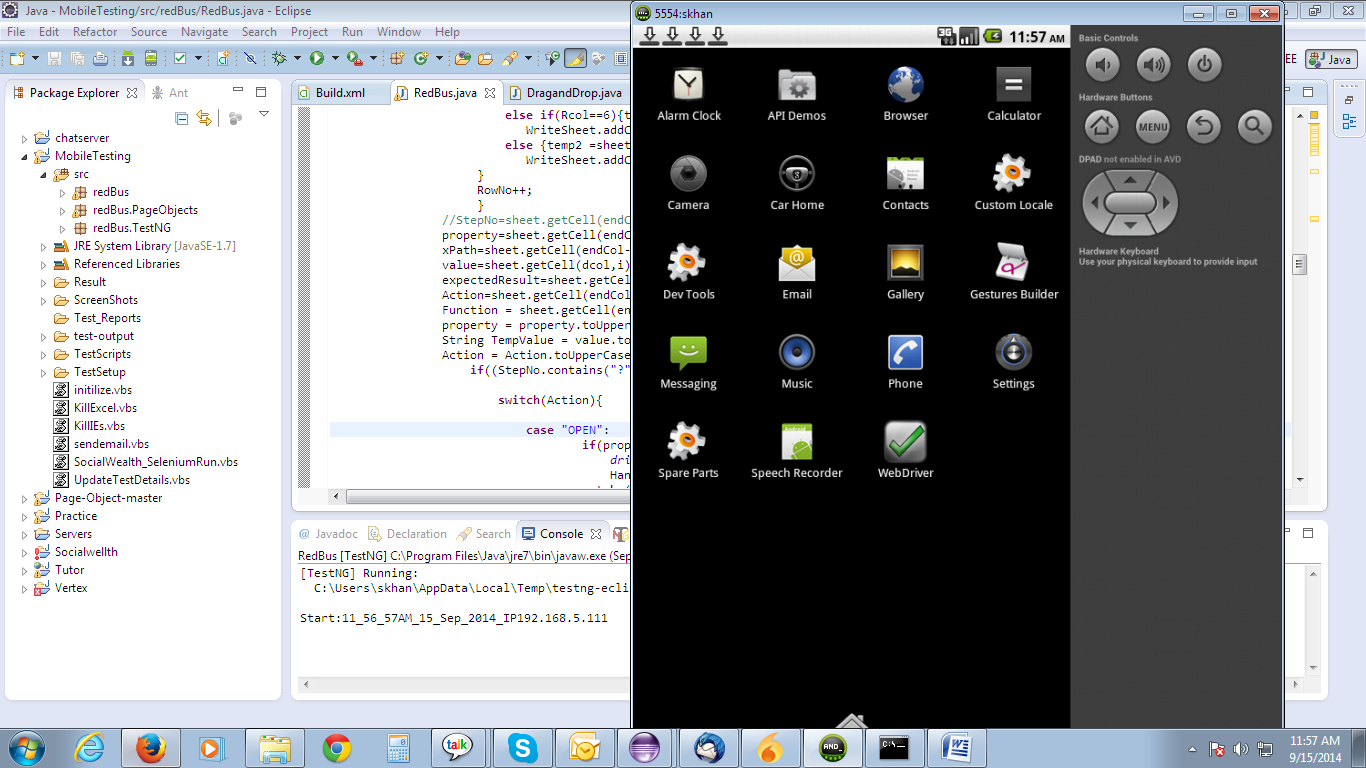 Java - MobileTesting/src/redBus/RedBus.java - Eclipse
File Edit Refactor Source Navigate Search Project Run Window Help
EE Java
Package Explorer Ant
chatserver
MobileTesting
src
redBus
redBus.PageObjects
redBus.TestNG
JRE System Library [JavaSE-1.7]
Referenced Libraries
Result
ScreenShots
Test_Reports
test-output
TestScripts
TestSetup
initilize.vbs
KillExcel.vbs
KillIEs.vbs
sendemail.vbs
SocialWealth_SeleniumRun.vbs
UpdateTestDetails.vbs
Page-Object-master
Practice
Servers
Socialwellth
Tutor
Vertex
Build.xml RedBus.java DragandDrop.java
else if(Rcol==6){t
WriteSheet.addC
else {temp2 =sheet
WriteSheet.addC
}
RowNo++;
}
//StepNo=sheet.getCell(endC
property=sheet.getCell(endC
xPath=sheet.getCell(endCol-
value=sheet.getCell(dcol,i)
expectedResult=sheet.getCel
Action=sheet.getCell(endCol
Function = sheet.getCell(en
property = property.toUpper
String TempValue = value.to
Action = Action.toUpperCase
if((StepNo.contains("?"
switch(Action){
case "OPEN":
if(prop
dri
Han
@ Javadoc Declaration Search Console
RedBus [TestNG] C:\Program Files\Java\jre7\bin\javaw.exe (Sep
[TestNG] Running:
C:\Users\skhan\AppData\Local\Temp\testng-ecli
Start:11_56_57AM_15_Sep_2014_IP192.168.5.111
5554:skhan
3G 11:57 AM
Alarm Clock API Demos Browser Calculator
Camera Car Home Contacts Custom Locale
Dev Tools Email Gallery Gestures Builder
Messaging Music Phone Settings
Spare Parts Speech Recorder WebDriver
Basic Controls
Hardware Buttons
MENU
DPAD not enabled in AVD
Hardware Keyboard
Use your physical keyboard to provide input
talk
AND_
C:\_
11:57 AM
9/15/2014